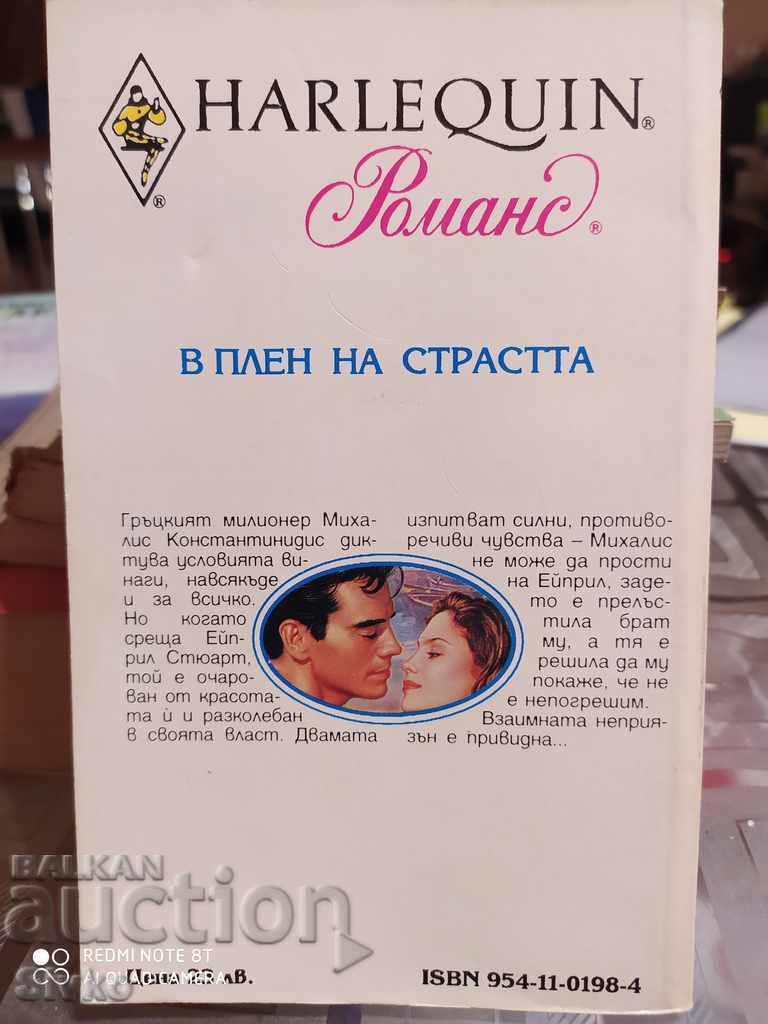 HARLEQUIN®
Романс®
®
В ПЛЕН НА СТРАСТТА
Гръцкият милионер Миха-
лис Константинидис дик-
тува условията ви-
наги, навсякъде
и за всичко.
Но когато
среща Ейп-
рил Стюарт,
той е очаро-
ван от красота-
та ѝ и разколебан
в своята власт. Двамата
изпитват силни, противо-
речиви чувства – Михалис
не може да прости
на Ейприл, заде-
то е прелъс-
тила брат
му, а тя е
решила да му
покаже, че не
е непогрешим.
Взаимната неприя-
зън е привидна...
BALKAN
auction
REDMI NOTE 8T
AI QUAD CAMERA
лв.
ISBN 954-11-0198-4